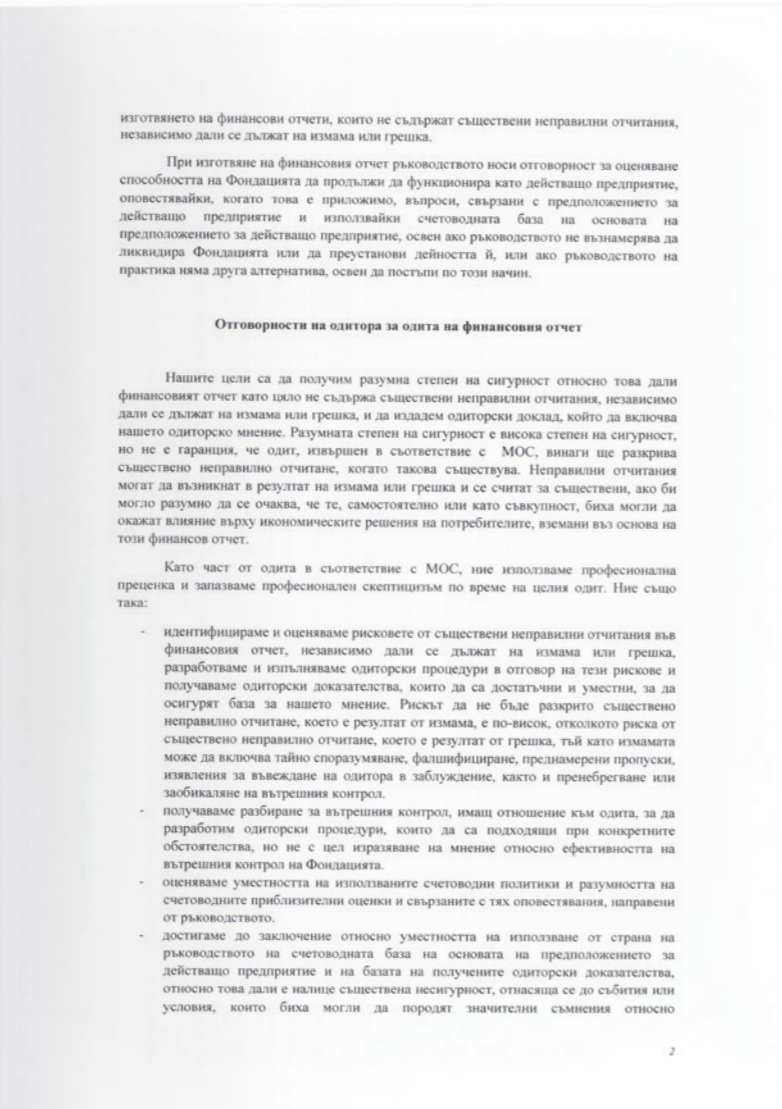 изготвянето на финансови отчети, които не съдържат съществени неправилни отчитания,
независимо дали се дължат на измама или грешка.
При изготвяне на финансовия отчет ръководството носи отговорност за оценяване
способността на Фондацията да продължи да функционира като действащо предприятие,
оповестявайки, когато това е приложимо, въпроси, свързани с предположението за
действащо предприятие и използвайки счетоводната база на основата на
предположението за действащо предприятие, освен ако ръководството не възнамерява да
ликвидира Фондацията или да преустанови дейността й, или ако ръководството на
практика няма друга алтернатива, освен да постъпи по този начин.
Отговорности на одитора за одита на финансовия отчет
Нашите цели са да получим разумна степен на сигурност относно това дали
финансовият отчет като цяло не съдържа съществени неправилни отчитания, независимо
дали се дължат на измама или грешка, и да издадем одиторски доклад, който да включва
нашето одиторско мнение. Разумната степен на сигурност е висока степен на сигурност,
но не е гаранция, че одит, извършен в съответствие с МОС, винаги ще разкрива
съществено неправилно отчитане, когато такова съществува. Неправилни отчитания
могат да възникнат в резултат на измама или грешка и се считат за съществени, ако би
могло разумно да се очаква, че те, самостоятелно или като съвкупност, биха могли да
окажат влияние върху икономическите решения на потребителите, вземани въз основа на
този финансов отчет.
Като част от одита в съответствие с МОС, ние използваме професионална
преценка и запазваме професионален скептицизъм по време на целия одит. Ние също
така:
- идентифицираме и оценяваме рисковете от съществени неправилни отчитания във
финансовия отчет, независимо дали се дължат на измама или грешка,
разработваме и изпълняваме одиторски процедури в отговор на тези рискове и
получаваме одиторски доказателства, които да са достатъчни и уместни, за да
осигурят база за нашето мнение. Рискът да не бъде разкрито съществено
неправилно отчитане, което е резултат от измама, е по-висок, отколкото риска от
съществено неправилно отчитане, което е резултат от грешка, тъй като измамата
може да включва тайно споразумяване, фалшифициране, преднамерени пропуски,
изявления за въвеждане на одитора в заблуждение, както и пренебрегване или
заобикаляне на вътрешния контрол.
- получаваме разбиране за вътрешния контрол, имащ отношение към одита, за да
разработим одиторски процедури, които да са подходящи при конкретните
обстоятелства, но не с цел изразяване на мнение относно ефективността на
вътрешния контрол на Фондацията.
- оценяваме уместността на използваните счетоводни политики и разумността на
счетоводните приблизителни оценки и свързаните с тях оповестявания, направени
от ръководството.
- достигаме до заключение относно уместността на използване от страна на
ръководството на счетоводната база на основата на предположението за
действащо предприятие и на базата на получените одиторски доказателства,
относно това дали е налице съществена несигурност, отнасяща се до събития или
условия, които биха могли да породят значителни съмнения относно
2